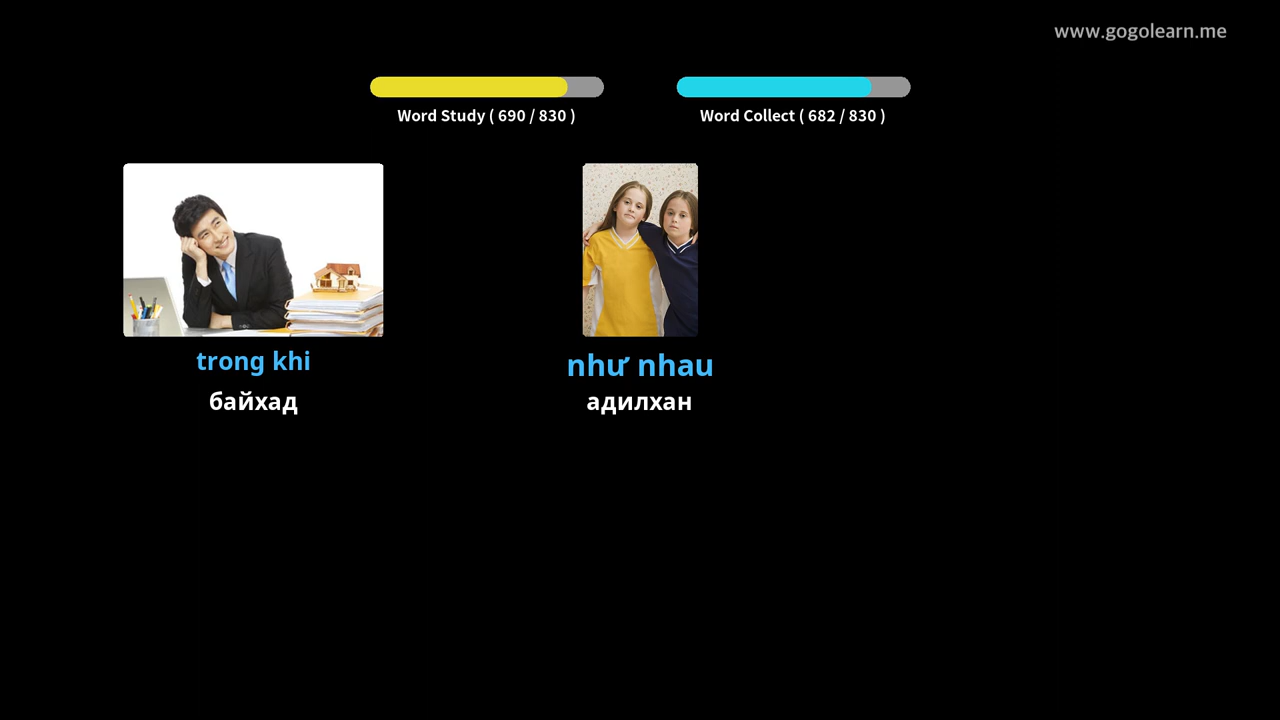 www.gogolearn.me
Word Study ( 690 / 830 )
Word Collect ( 682 / 830 )
trong khi
байхад
như nhau
адилхан